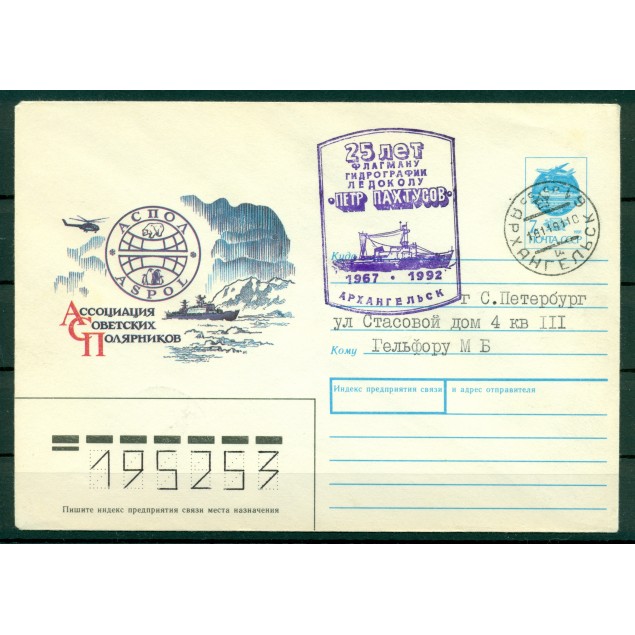 АСПОЛ
ASPOL
Ассоциация
Советских
Полярников
25 лет
ФЛАГМАНУ
ГИДРОГРАФИИ
ЛЕДОКОЛУ
"ПЕТР ПАХТУСОВ"
1967 • 1992
АРХАНГЕЛЬСК
ПОЧТА СССР
АРХАНГЕЛЬСК
Куда
г С.Петербург
ул Стасовой дом 4 кв III
Кому Гельфору М Б
Индекс предприятия связи и адрес отправителя
195253
Пишите индекс предприятия связи места назначения